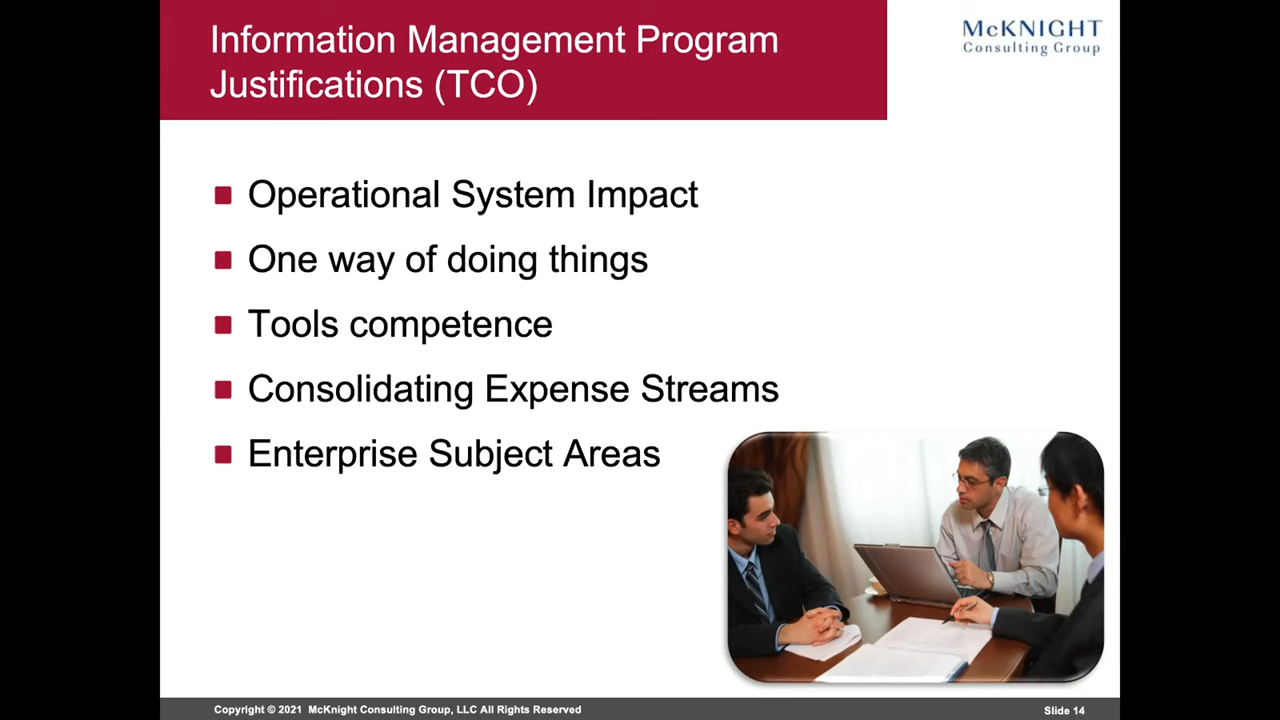 Information Management Program
Justifications (TCO)
McKNIGHT
Consulting Group
Operational System Impact
One way of doing things
Tools competence
Consolidating Expense Streams
Enterprise Subject Areas
Copyright © 2021 McKnight Consulting Group, LLC All Rights Reserved
Slide 14